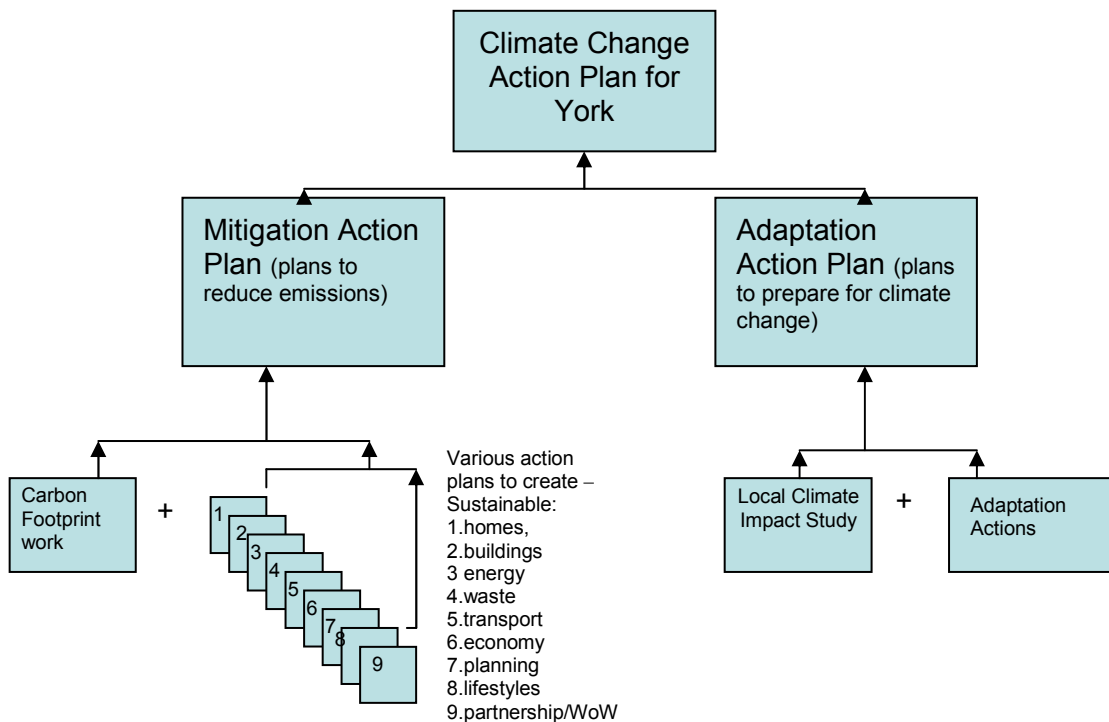 Climate Change
Action Plan for
York
Mitigation Action
Plan (plans to
reduce emissions)
Adaptation
Action Plan (plans
to prepare for climate
change)
Carbon
Footprint
work
+
1
2
3
4
5
6
7
8
9
Various action
plans to create –
Sustainable:
1.homes,
2.buildings
3 energy
4.waste
5.transport
6.economy
7.planning
8.lifestyles
9.partnership/WoW
Local Climate
Impact Study
+
Adaptation
Actions